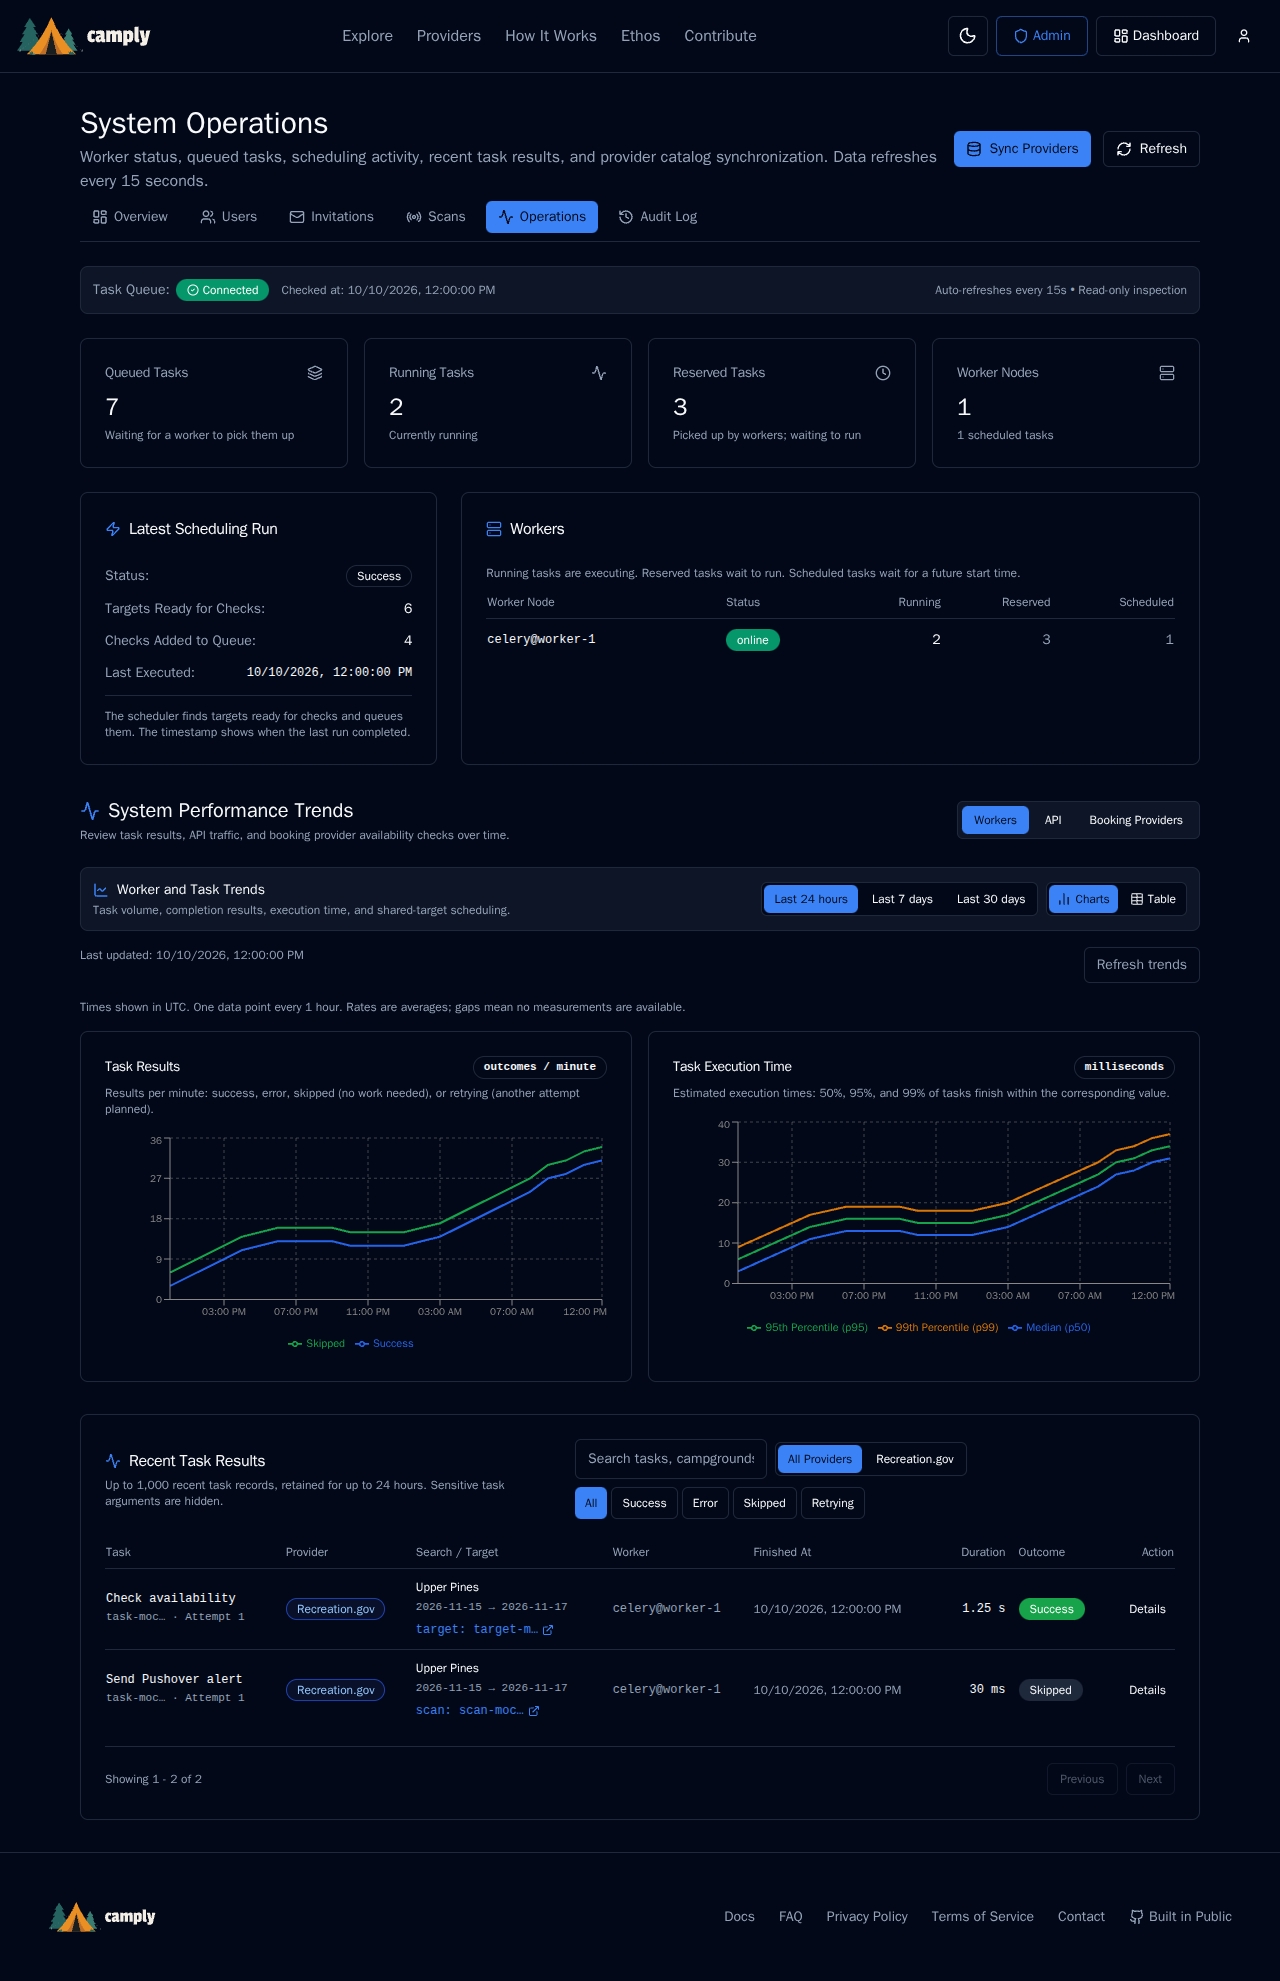 camply
Explore
Providers
How It Works
Ethos
Contribute
Admin
Dashboard
System Operations
Worker status, queued tasks, scheduling activity, recent task results, and provider catalog synchronization. Data refreshes
every 15 seconds.
Sync Providers
Refresh
Overview
Users
Invitations
Scans
Operations
Audit Log
Task Queue:
Connected
Checked at: 10/10/2026, 12:00:00 PM
Auto-refreshes every 15s • Read-only inspection
Queued Tasks
7
Waiting for a worker to pick them up
Running Tasks
2
Currently running
Reserved Tasks
3
Picked up by workers; waiting to run
Worker Nodes
1
1 scheduled tasks
Latest Scheduling Run
Status:
Success
Targets Ready for Checks:
6
Checks Added to Queue:
4
Last Executed:
10/10/2026, 12:00:00 PM
The scheduler finds targets ready for checks and queues
them. The timestamp shows when the last run completed.
Workers
Running tasks are executing. Reserved tasks wait to run. Scheduled tasks wait for a future start time.
Worker Node
Status
Running
Reserved
Scheduled
celery@worker-1
online
2
3
1
System Performance Trends
Review task results, API traffic, and booking provider availability checks over time.
Workers
API
Booking Providers
Worker and Task Trends
Task volume, completion results, execution time, and shared-target scheduling.
Last 24 hours
Last 7 days
Last 30 days
Charts
Table
Last updated: 10/10/2026, 12:00:00 PM
Refresh trends
Times shown in UTC. One data point every 1 hour. Rates are averages; gaps mean no measurements are available.
Task Results
outcomes / minute
Results per minute: success, error, skipped (no work needed), or retrying (another attempt
planned).
36
27
18
9
0
03:00 PM
07:00 PM
11:00 PM
03:00 AM
07:00 AM
12:00 PM
Skipped
Success
Task Execution Time
milliseconds
Estimated execution times: 50%, 95%, and 99% of tasks finish within the corresponding value.
40
30
20
10
0
03:00 PM
07:00 PM
11:00 PM
03:00 AM
07:00 AM
12:00 PM
95th Percentile (p95)
99th Percentile (p99)
Median (p50)
Recent Task Results
Up to 1,000 recent task records, retained for up to 24 hours. Sensitive task
arguments are hidden.
Search tasks, campgrounds
All Providers
Recreation.gov
All
Success
Error
Skipped
Retrying
Task
Provider
Search / Target
Worker
Finished At
Duration
Outcome
Action
Check availability
task-moc… · Attempt 1
Recreation.gov
Upper Pines
2026-11-15 → 2026-11-17
target: target-m…
celery@worker-1
10/10/2026, 12:00:00 PM
1.25 s
Success
Details
Send Pushover alert
task-moc… · Attempt 1
Recreation.gov
Upper Pines
2026-11-15 → 2026-11-17
scan: scan-moc…
celery@worker-1
10/10/2026, 12:00:00 PM
30 ms
Skipped
Details
Showing 1 - 2 of 2
Previous
Next
camply
Docs
FAQ
Privacy Policy
Terms of Service
Contact
Built in Public